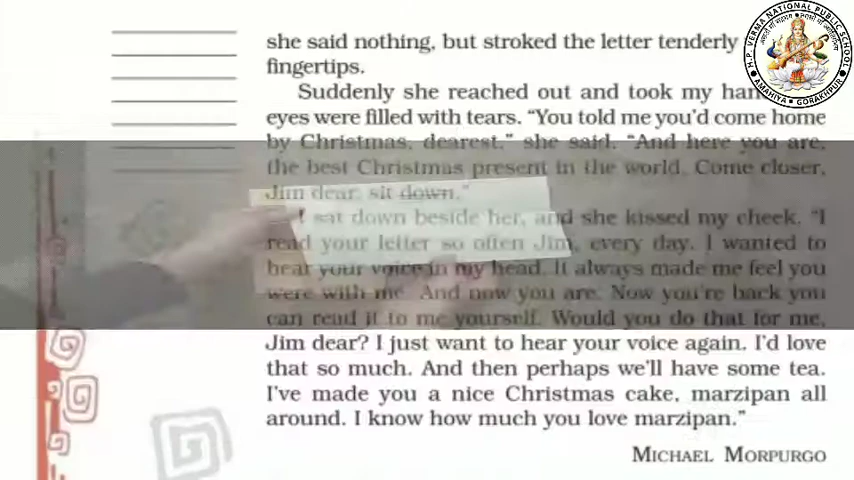 she said nothing, but stroked the letter tenderly
fingertips.
Suddenly she reached out and took my
eyes were filled with tears. “You told me you’d come home
by Christmas, dearest,” she said. “And here you are,
the best Christmas present in the world. Come closer,
Jim dear, sit down.”
I sat down beside her, and she kissed my cheek. “I
read your letter so often Jim, every day. I wanted to
hear your voice in my head. It always made me feel you
were with me. And now you are. Now you’re back you
can read it to me yourself. Would you do that for me,
Jim dear? I just want to hear your voice again. I’d love
that so much. And then perhaps we’ll have some tea.
I’ve made you a nice Christmas cake, marzipan all
around. I know how much you love marzipan.”
MICHAEL MORPURGO
H.P. VERMA NATIONAL PUBLIC SCHOOL
AMAHIYA GORAKHPUR